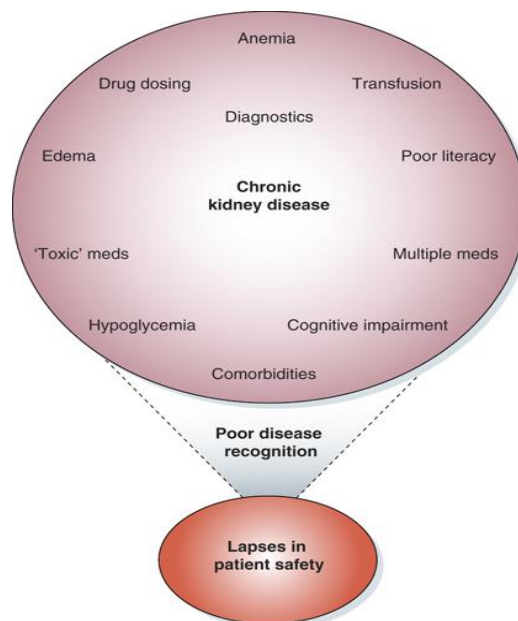 Anemia
Drug dosing
Transfusion
Diagnostics
Edema
Poor literacy
Chronic
kidney disease
'Toxic' meds
Multiple meds
Hypoglycemia
Cognitive impairment
Comorbidities
Poor disease
recognition
Lapses in
patient safety